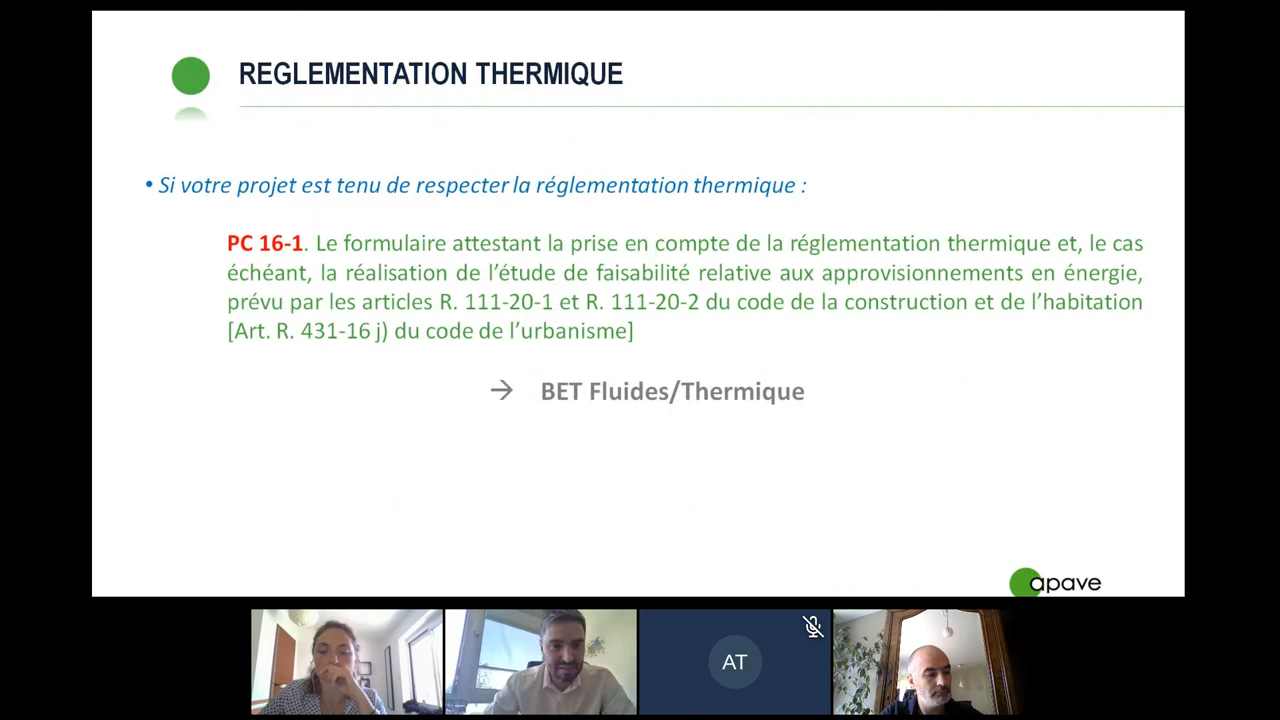 REGLEMENTATION THERMIQUE
• Si votre projet est tenu de respecter la réglementation thermique :
PC 16-1. Le formulaire attestant la prise en compte de la réglementation thermique et, le cas
échéant, la réalisation de l’étude de faisabilité relative aux approvisionnements en énergie,
prévu par les articles R. 111-20-1 et R. 111-20-2 du code de la construction et de l’habitation
[Art. R. 431-16 j) du code de l’urbanisme]
→ BET Fluides/Thermique
apave
AT